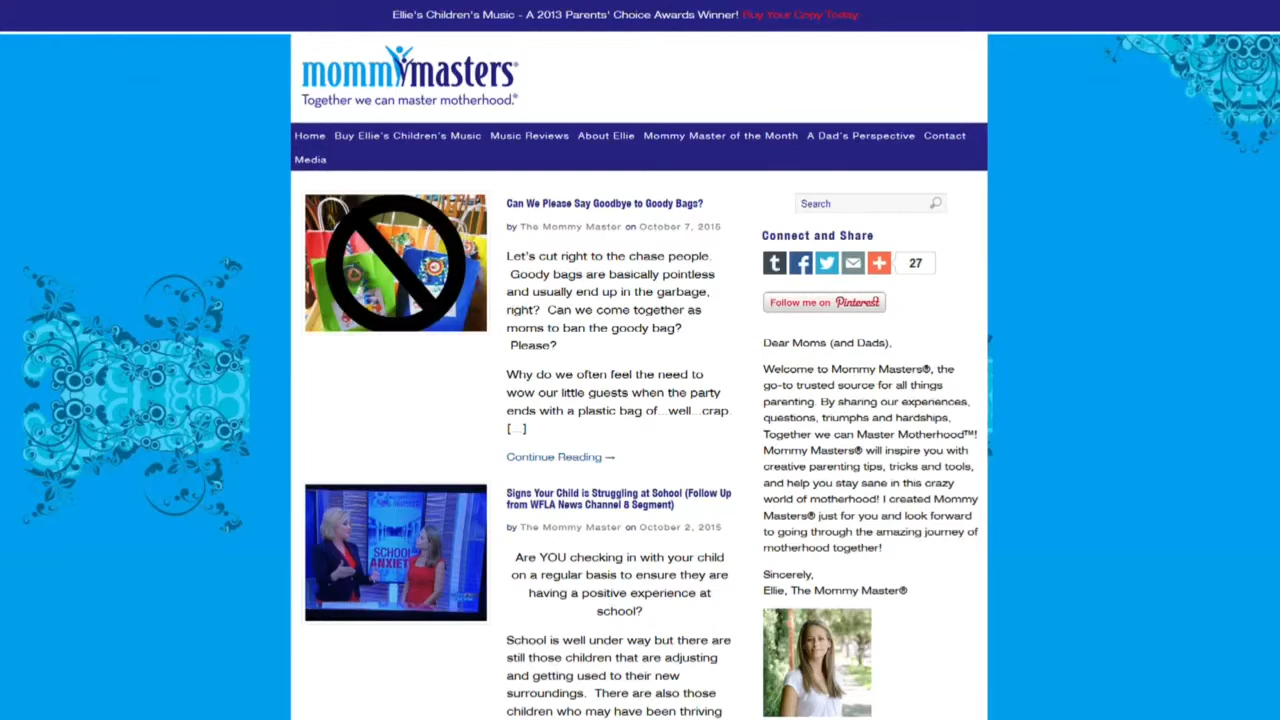 Ellie's Children's Music - A 2013 Parents' Choice Awards Winner! Buy Your Copy Today
mommymasters®
Together we can master motherhood.®
Home Buy Ellie's Children's Music Music Reviews About Ellie Mommy Master of the Month A Dad's Perspective Contact
Media
Can We Please Say Goodbye to Goody Bags?
by The Mommy Master on October 7, 2015
Let's cut right to the chase people.
Goody bags are basically pointless
and usually end up in the garbage,
right? Can we come together as
moms to ban the goody bag?
Please?
Why do we often feel the need to
wow our little guests when the party
ends with a plastic bag of...well...crap.
[...]
Continue Reading →
SCHOOL
ANXIET
Signs Your Child is Struggling at School (Follow Up
from WFLA News Channel 8 Segment)
by The Mommy Master on October 2, 2015
Are YOU checking in with your child
on a regular basis to ensure they are
having a positive experience at
school?
School is well under way but there are
still those children that are adjusting
and getting used to their new
surroundings. There are also those
children who may have been thriving
Search
Connect and Share
27
Follow me on Pinterest
Dear Moms (and Dads),
Welcome to Mommy Masters®, the
go-to trusted source for all things
parenting. By sharing our experiences,
questions, triumphs and hardships,
Together we can Master Motherhood™!
Mommy Masters® will inspire you with
creative parenting tips, tricks and tools,
and help you stay sane in this crazy
world of motherhood! I created Mommy
Masters® just for you and look forward
to going through the amazing journey of
motherhood together!
Sincerely,
Ellie, The Mommy Master®